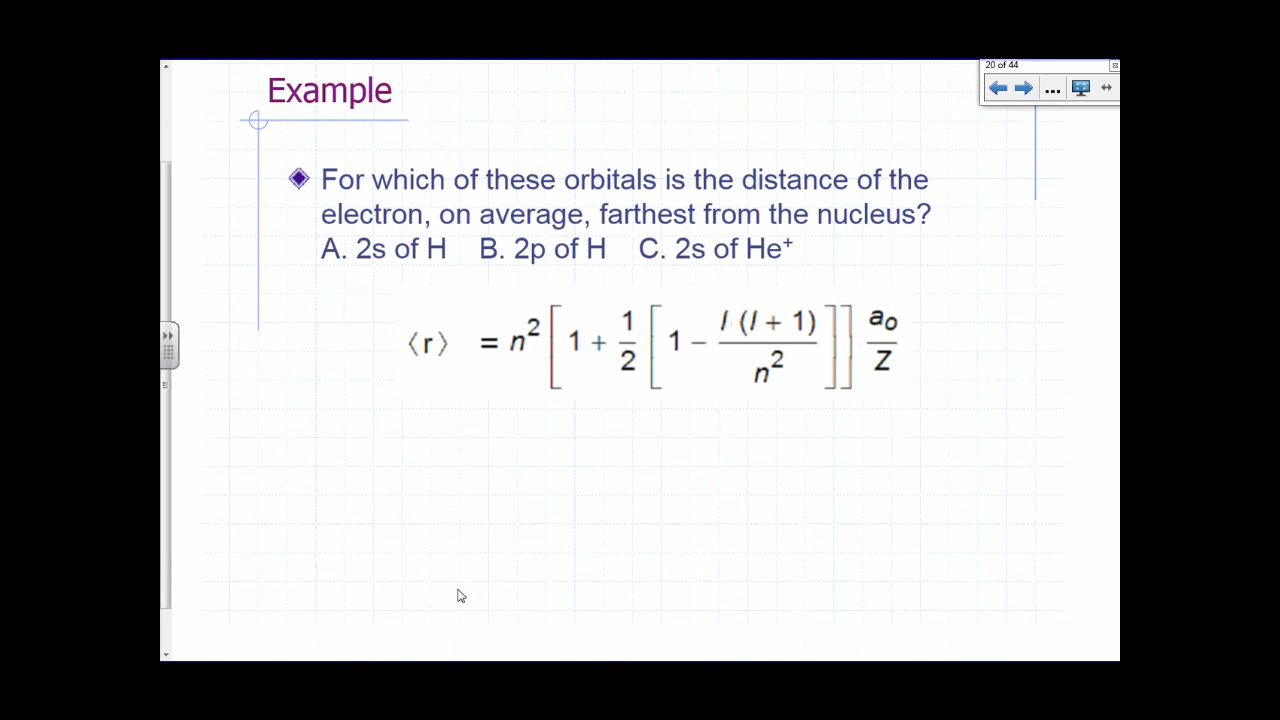 20 of 44
Example
For which of these orbitals is the distance of the
electron, on average, farthest from the nucleus?
A. 2s of H B. 2p of H C. 2s of He⁺
⟨r⟩ = n² [ 1 + 1/2 [ 1 − l (l + 1) / n² ] ] a₀ / Z